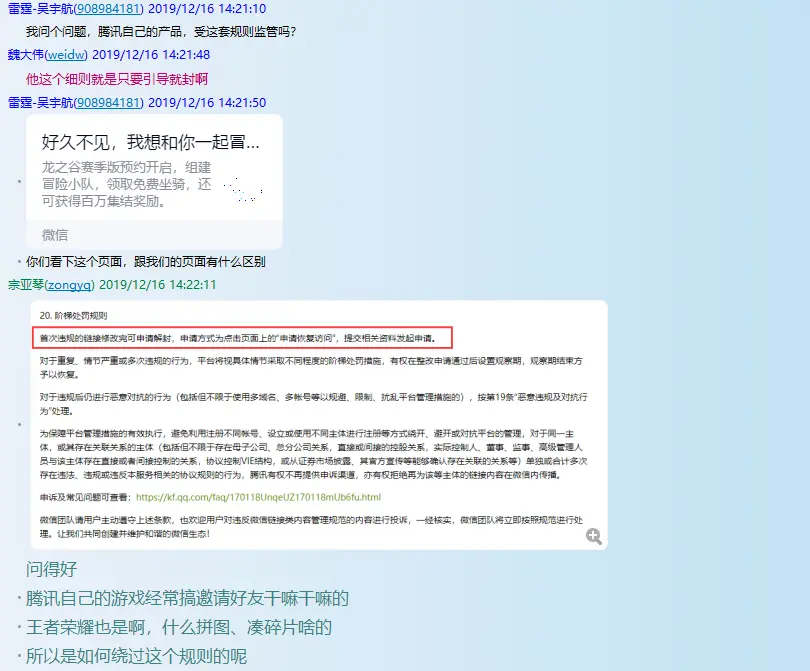 雷霆-吴宇航(908984181) 2019/12/16 14:21:10
我问个问题，腾讯自己的产品，受这套规则监管吗?
魏大伟(weidw) 2019/12/16 14:21:48
他这个细则就是只要引导就封啊
雷霆-吴宇航(908984181) 2019/12/16 14:21:50
好久不见，我想和你一起冒...
龙之谷赛季版预约开启，组建
冒险小队，领取免费坐骑，还
可获得百万集结奖励。
微信
你们看下这个页面，跟我们的页面有什么区别
宗亚琴(zongyq) 2019/12/16 14:22:11
20. 阶梯处罚规则
首次违规的链接修改完可申请解封，申请方式为点击页面上的“申请恢复访问”，提交相关资料发起申请。
对于重复、情节严重或多次违规的行为，平台将视具体情节采取不同程度的阶梯处罚措施，有权在整改申请通过后设置观察期，观察期结束方
予以恢复。
对于违规后仍进行恶意对抗的行为（包括但不限于使用多域名、多帐号等以规避、限制、扰乱平台管理措施的），按第19条“恶意违规及对抗行
为”处理。
为保障平台管理措施的有效执行，避免利用注册不同帐号、设立或使用不同主体进行注册等方式绕开、避开或对抗平台的管理，对于同一主
体，或其存在关联关系的主体（包括但不限于存在母子公司、总分公司关系，直接或间接的控股关系，实际控制人、董事、监事、高级管理人
员与该主体存在直接或者间接控制的关系，协议控制VIE结构，或从证券市场披露、其官方宣传等能够确认存在关联的关系等）单独或合计多次
存在违法、违规或违反本服务相关的协议规则的行为，腾讯有权不再提供申诉渠道，亦有权拒绝再为该等主体的链接内容在微信内传播。
申诉及常见问题可查看：https://kf.qq.com/faq/170118UnqeUZ170118mUb6fu.html
微信团队请用户主动遵守上述条款，也欢迎用户对违反微信链接类内容管理规范的内容进行投诉，一经核实，微信团队将立即按照规范进行处
理。让我们共同创建并维护和谐的微信生态！
问得好
腾讯自己的游戏经常搞邀请好友干嘛干嘛的
王者荣耀也是啊，什么拼图、凑碎片啥的
所以是如何绕过这个规则的呢